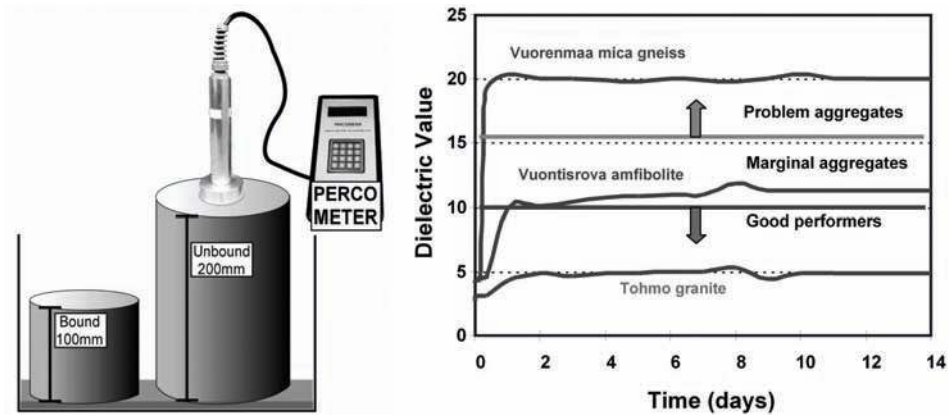 PERCO
METER
Unbound
200mm
Bound
100mm
25
20
15
10
5
0
Dielectric Value
Vuorenmaa mica gneiss
Problem aggregates
Marginal aggregates
Vuontisrova amfibolite
Good performers
Tohmo granite
0 2 4 6 8 10 12 14
Time (days)